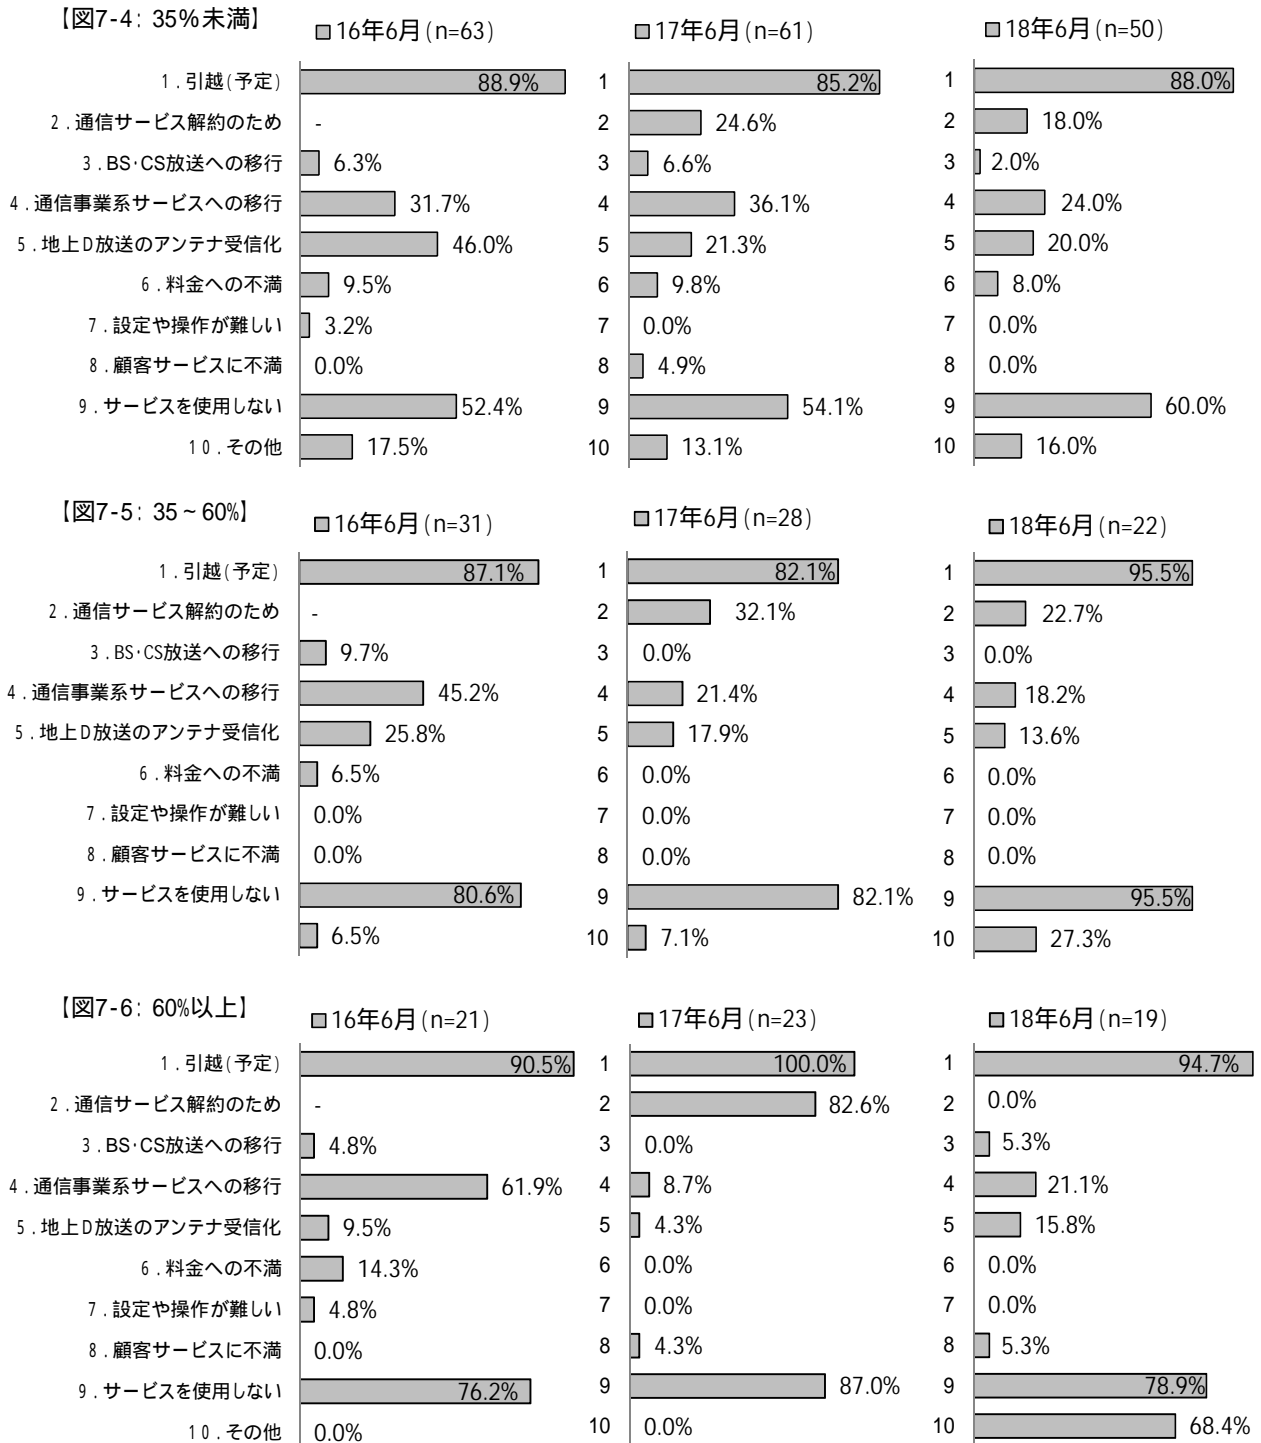 【図7-4: 35%未満】
16年6月(n=63)
17年6月(n=61)
18年6月(n=50)
1.引越(予定) 88.9% 1 85.2% 1 88.0%
2.通信サービス解約のため - 2 24.6% 2 18.0%
3.BS・CS放送への移行 6.3% 3 6.6% 3 2.0%
4.通信事業系サービスへの移行 31.7% 4 36.1% 4 24.0%
5.地上D放送のアンテナ受信化 46.0% 5 21.3% 5 20.0%
6.料金への不満 9.5% 6 9.8% 6 8.0%
7.設定や操作が難しい 3.2% 7 0.0% 7 0.0%
8.顧客サービスに不満 0.0% 8 4.9% 8 0.0%
9.サービスを使用しない 52.4% 9 54.1% 9 60.0%
10.その他 17.5% 10 13.1% 10 16.0%
【図7-5: 35~60%】
16年6月(n=31)
17年6月(n=28)
18年6月(n=22)
1.引越(予定) 87.1% 1 82.1% 1 95.5%
2.通信サービス解約のため - 2 32.1% 2 22.7%
3.BS・CS放送への移行 9.7% 3 0.0% 3 0.0%
4.通信事業系サービスへの移行 45.2% 4 21.4% 4 18.2%
5.地上D放送のアンテナ受信化 25.8% 5 17.9% 5 13.6%
6.料金への不満 6.5% 6 0.0% 6 0.0%
7.設定や操作が難しい 0.0% 7 0.0% 7 0.0%
8.顧客サービスに不満 0.0% 8 0.0% 8 0.0%
9.サービスを使用しない 80.6% 9 82.1% 9 95.5%
6.5% 10 7.1% 10 27.3%
【図7-6: 60%以上】
16年6月(n=21)
17年6月(n=23)
18年6月(n=19)
1.引越(予定) 90.5% 1 100.0% 1 94.7%
2.通信サービス解約のため - 2 82.6% 2 0.0%
3.BS・CS放送への移行 4.8% 3 0.0% 3 5.3%
4.通信事業系サービスへの移行 61.9% 4 8.7% 4 21.1%
5.地上D放送のアンテナ受信化 9.5% 5 4.3% 5 15.8%
6.料金への不満 14.3% 6 0.0% 6 0.0%
7.設定や操作が難しい 4.8% 7 0.0% 7 0.0%
8.顧客サービスに不満 0.0% 8 4.3% 8 5.3%
9.サービスを使用しない 76.2% 9 87.0% 9 78.9%
10.その他 0.0% 10 0.0% 10 68.4%